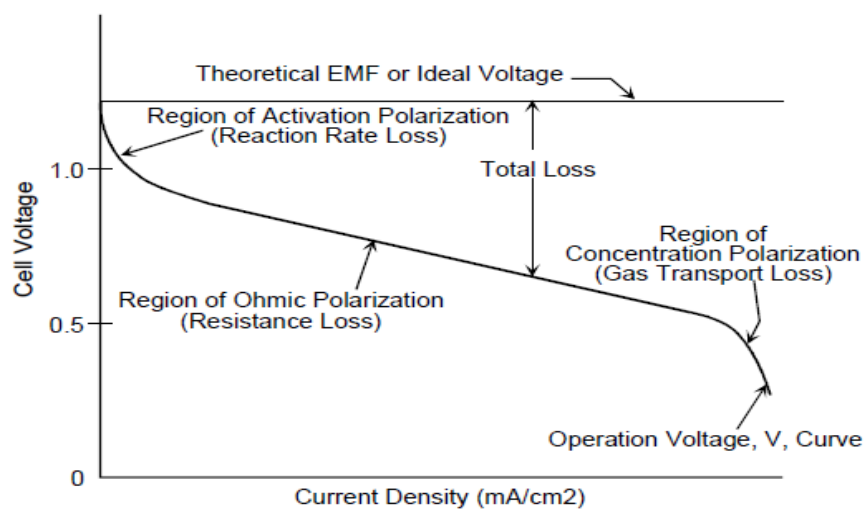 Theoretical EMF or Ideal Voltage
Region of Activation Polarization
(Reaction Rate Loss)
1.0
Total Loss
Cell Voltage
Region of
Concentration Polarization
(Gas Transport Loss)
Region of Ohmic Polarization
(Resistance Loss)
0.5
Operation Voltage, V, Curve
0
Current Density (mA/cm2)